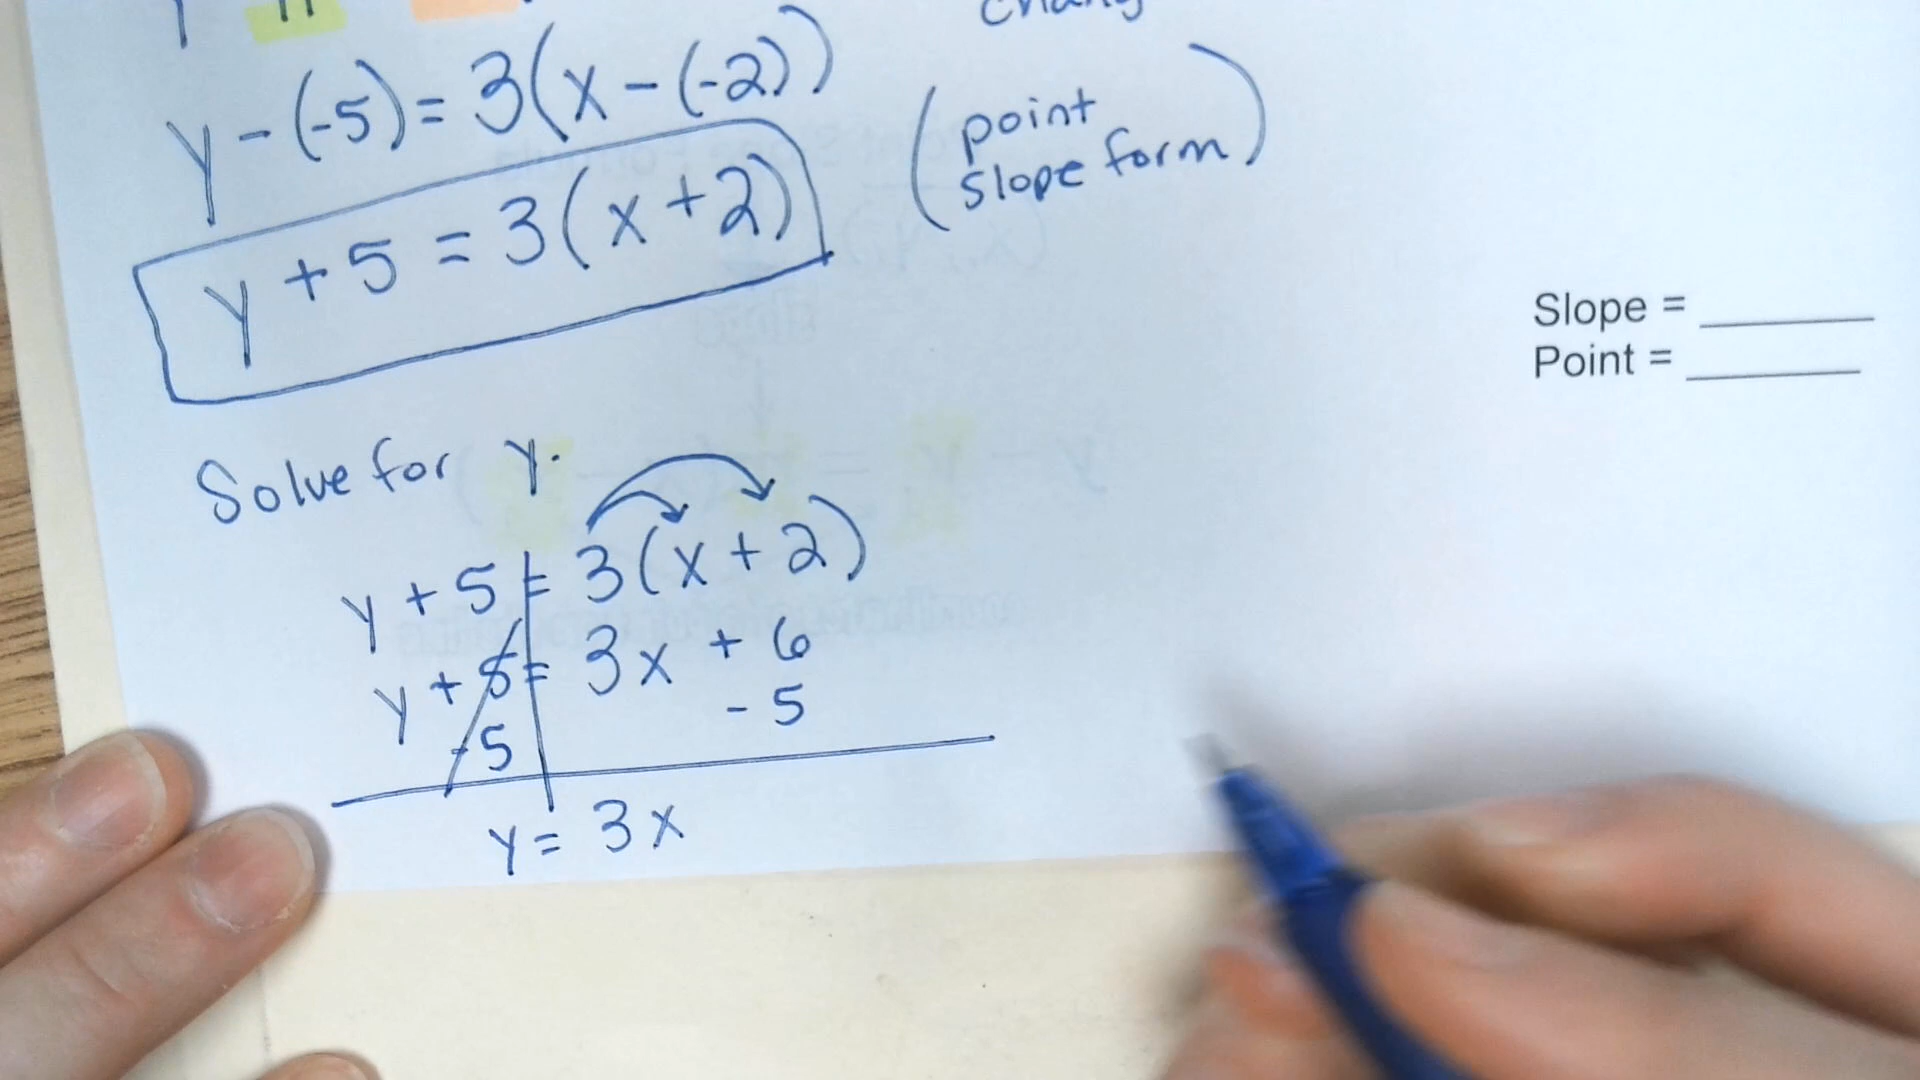 y - (-5) = 3(x - (-2))
(point
slope form)
y + 5 = 3(x + 2)
Slope = ________
Point = ________
Solve for y.
y + 5 = 3(x + 2)
y + 5 = 3x + 6
-5 - 5
y = 3x